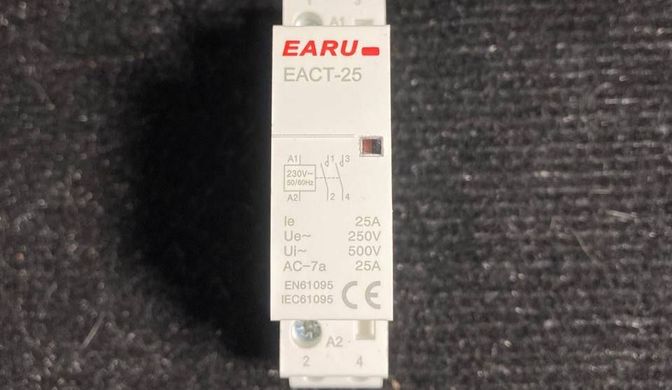 1 3
A1
EARU
EACT-25
A1 1 3
230V~
50/60Hz
A2 2 4
Ie 25A
Ue~ 250V
Ui~ 500V
AC-7a 25A
EN61095
IEC61095 CE
A2
2 4